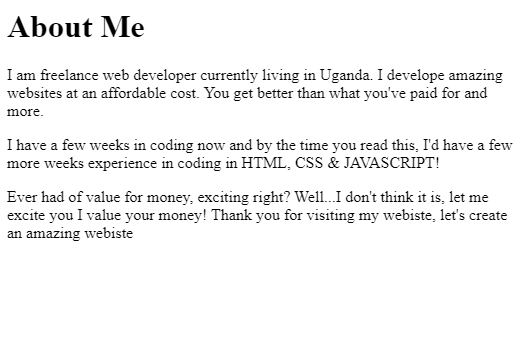 About Me
I am freelance web developer currently living in Uganda. I develope amazing
websites at an affordable cost. You get better than what you've paid for and
more.
I have a few weeks in coding now and by the time you read this, I'd have a few
more weeks experience in coding in HTML, CSS & JAVASCRIPT!
Ever had of value for money, exciting right? Well...I don't think it is, let me
excite you I value your money! Thank you for visiting my webiste, let's create
an amazing webiste